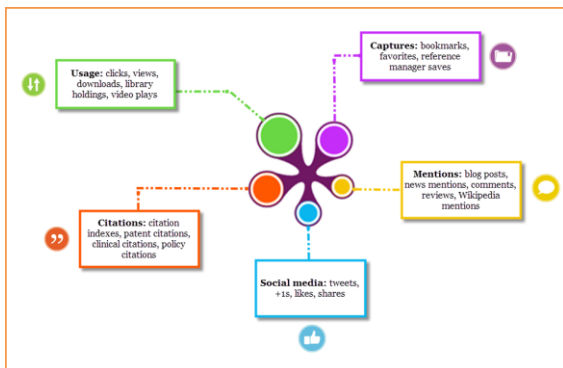 Captures: bookmarks,
favorites, reference
manager saves
Usage: clicks, views,
downloads, library
holdings, video plays
Mentions: blog posts,
news mentions, comments,
reviews, Wikipedia
mentions
Citations: citation
indexes, patent citations,
clinical citations, policy
citations
Social media: tweets,
+1s, likes, shares